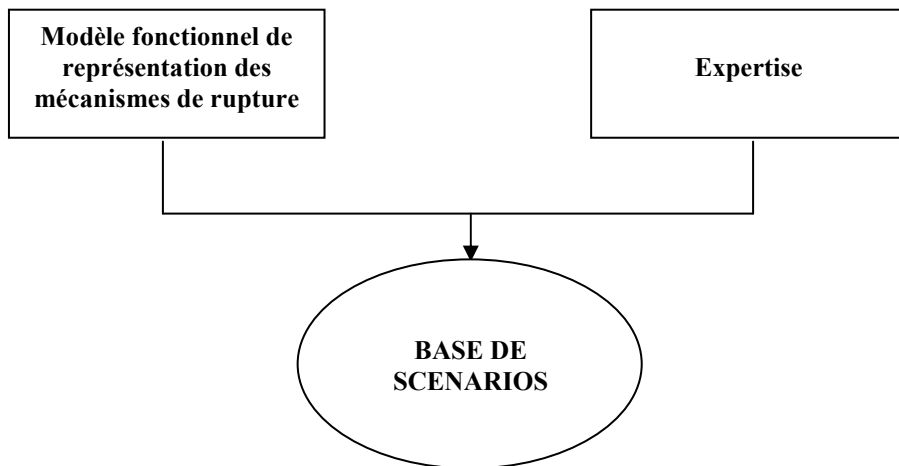 Modèle fonctionnel de
représentation des
mécanismes de rupture
Expertise
BASE DE
SCENARIOS